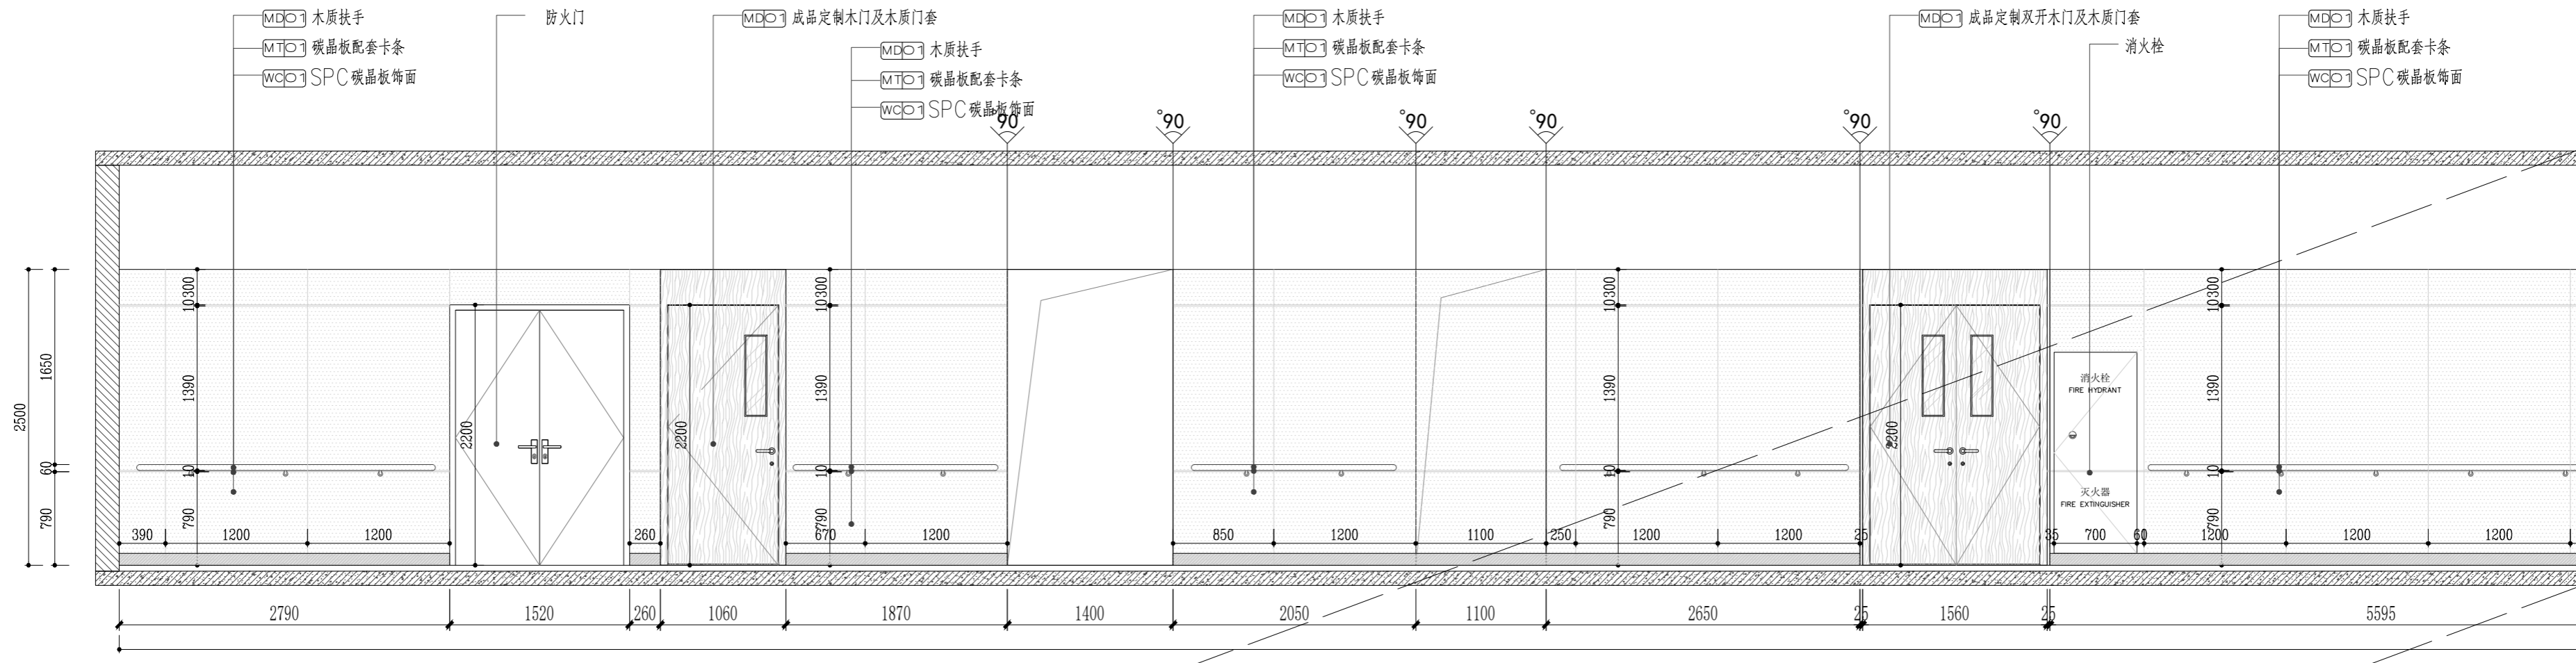 MD01 木质扶手
MT01 碳晶板配套卡条
WC01 SPC碳晶板饰面
防火门
MD01 成品定制木门及木质门套
MD01 木质扶手
MT01 碳晶板配套卡条
WC01 SPC碳晶板饰面
MD01 木质扶手
MT01 碳晶板配套卡条
WC01 SPC碳晶板饰面
MD01 成品定制双开木门及木质门套
消火栓
MD01 木质扶手
MT01 碳晶板配套卡条
WC01 SPC碳晶板饰面
°90 °90 °90 °90 °90 °90
2500
1650
60
790
10300
1390
10
790
2200
2200
10300
1390
10
790
10300
1390
10
790
2200
10300
1390
10
790
消火栓
FIRE HYDRANT
灭火器
FIRE EXTINGUISHER
390 1200 1200 260 670 1200 850 1200 1100 250 1200 1200 25 35 700 60 1200 1200 1200
2790 1520 260 1060 1870 1400 2050 1100 2650 25 1560 25 5595